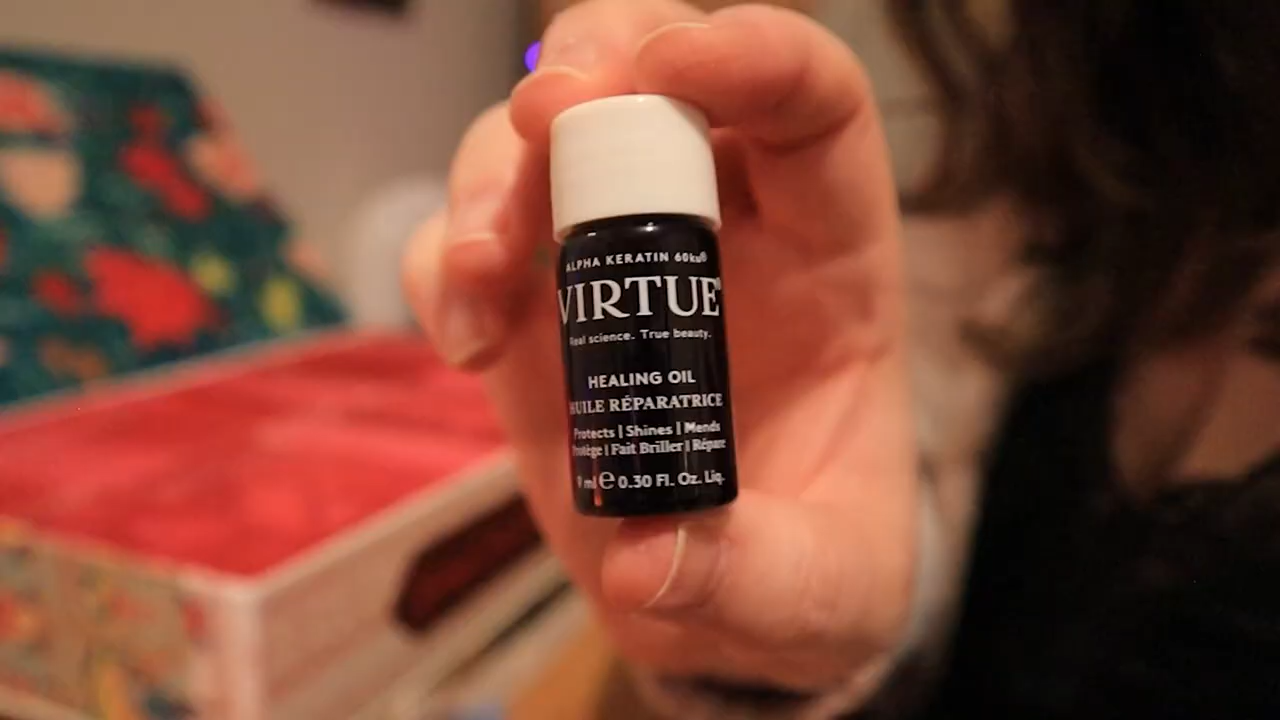 ALPHA KERATIN 60ku®
VIRTUE®
Real science. True beauty.
HEALING OIL
HUILE RÉPARATRICE
Protects | Shines | Mends
Protège | Fait Briller | Répare
9 ml ℮ 0.30 Fl. Oz. Liq.